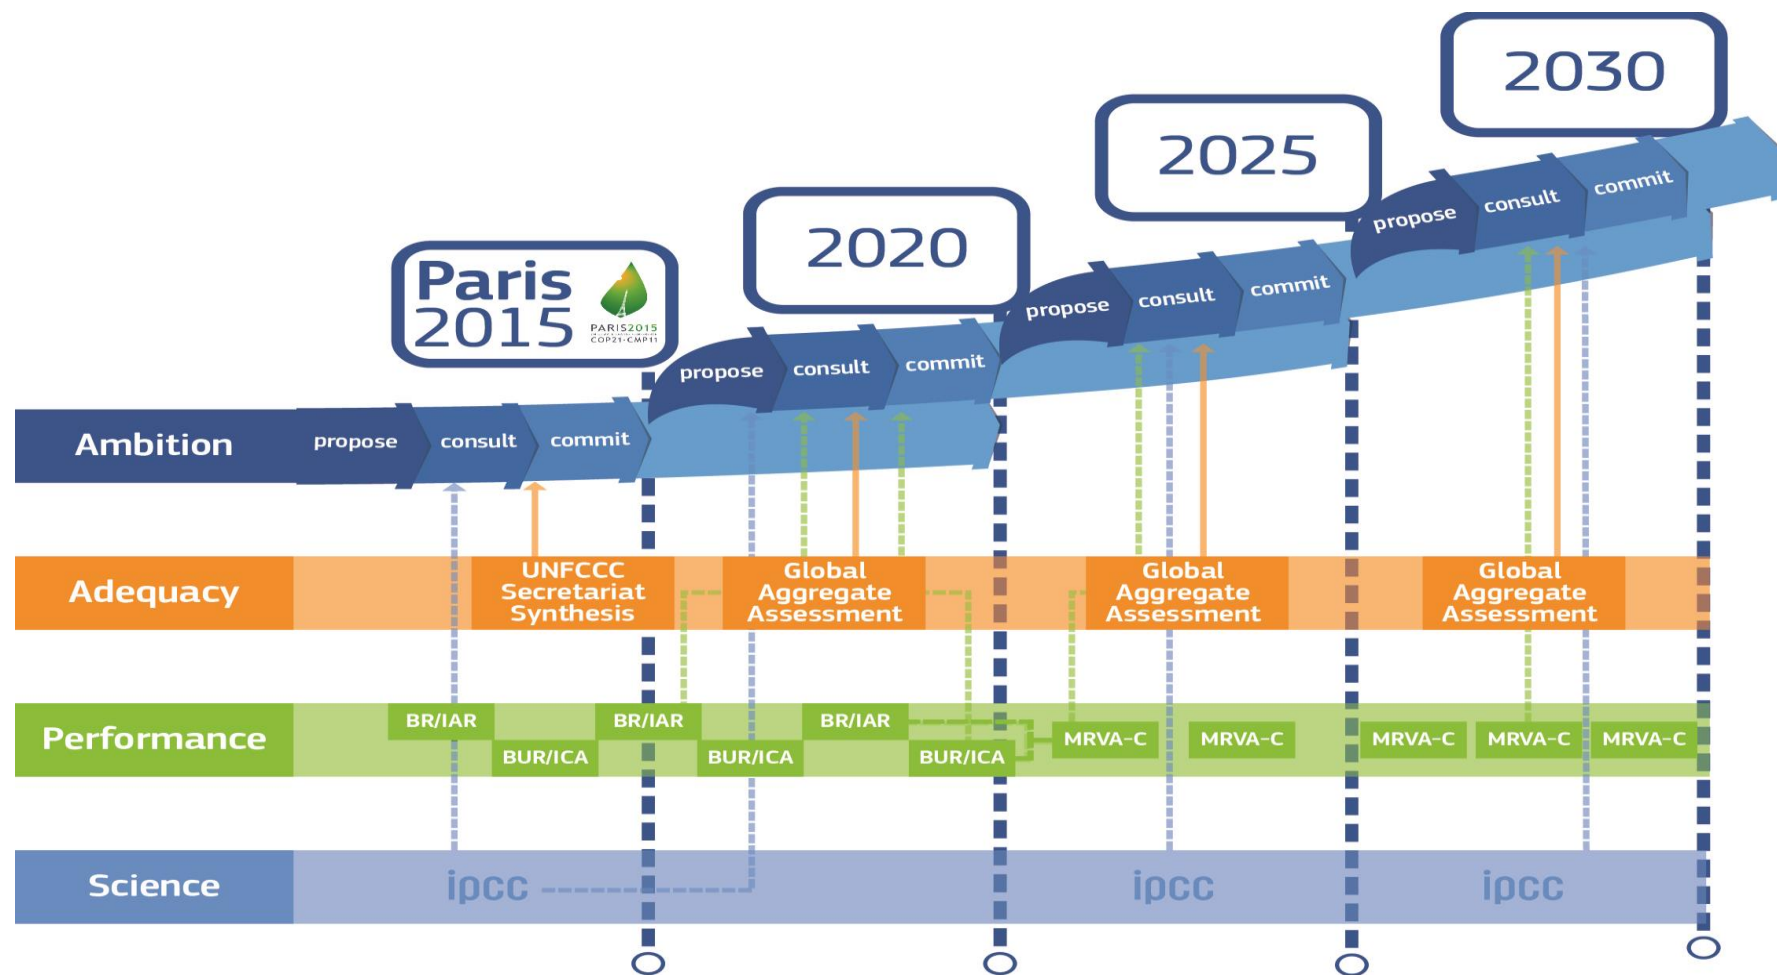 2030
2025
2020
Paris
2015
PARIS2015
COP21·CMP11
propose
consult
commit
propose
consult
commit
propose
consult
commit
Ambition
propose
consult
commit
Adequacy
UNFCCC
Secretariat
Synthesis
Global
Aggregate
Assessment
Global
Aggregate
Assessment
Global
Aggregate
Assessment
Performance
BR/IAR
BUR/ICA
BR/IAR
BUR/ICA
BR/IAR
BUR/ICA
MRVA-C
MRVA-C
MRVA-C
MRVA-C
MRVA-C
Science
ipcc
ipcc
ipcc